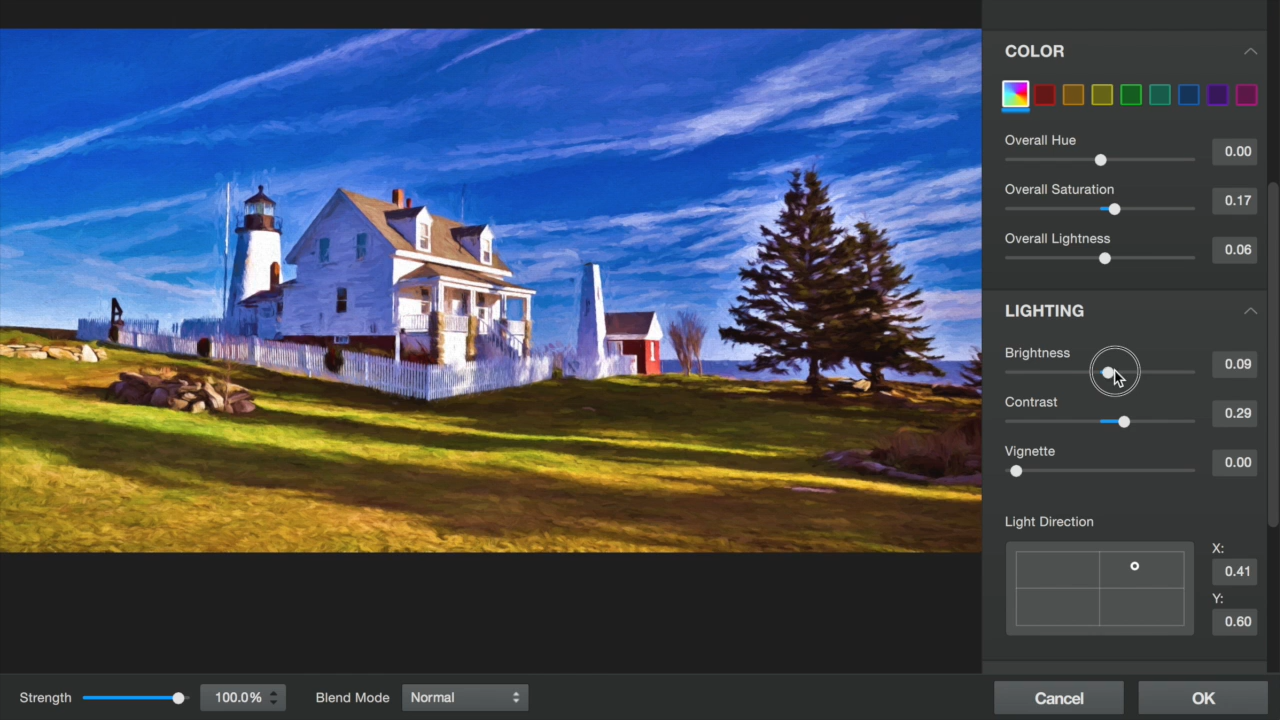 COLOR
Overall Hue
0.00
Overall Saturation
0.17
Overall Lightness
0.06
LIGHTING
Brightness
0.09
Contrast
0.29
Vignette
0.00
Light Direction
X:
0.41
Y:
0.60
Strength 100.0% Blend Mode Normal Cancel OK